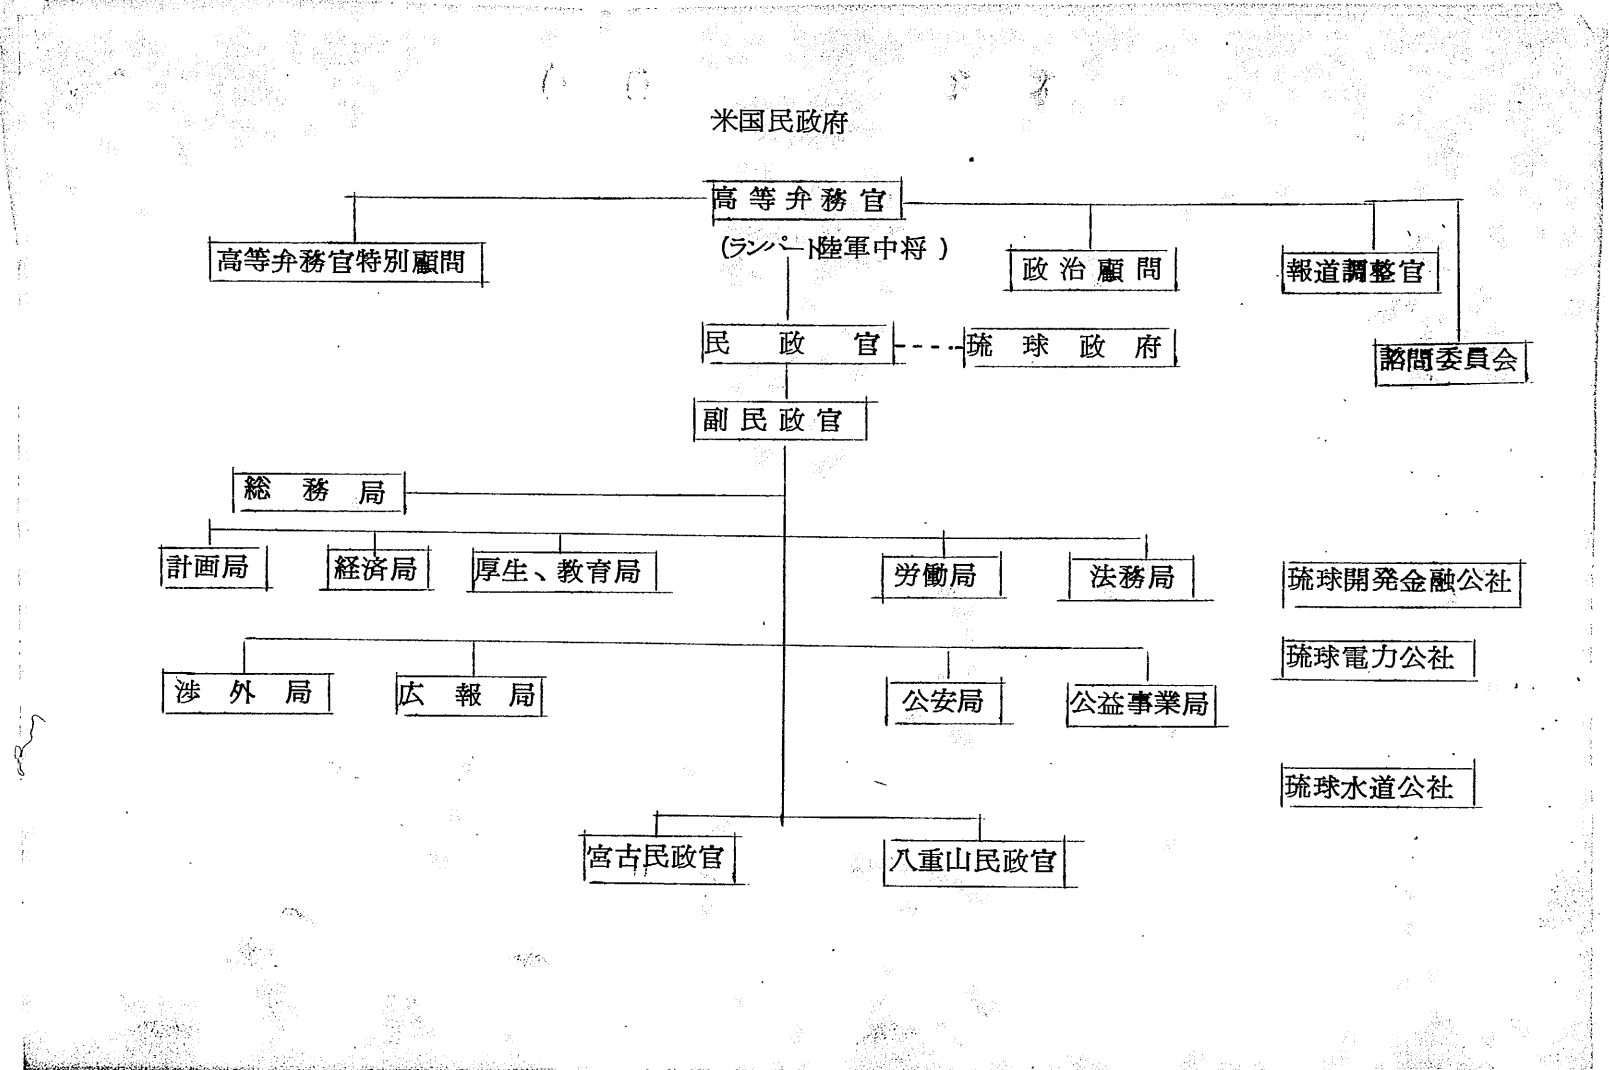 米国民政府
高等弁務官
(ランパート陸軍中将)
高等弁務官特別顧問
政治顧問
報道調整官
民政官
琉球政府
諮問委員会
副民政官
総務局
計画局
経済局
厚生、教育局
労働局
法務局
琉球開発金融公社
渉外局
広報局
公安局
公益事業局
琉球電力公社
琉球水道公社
宮古民政官
八重山民政官